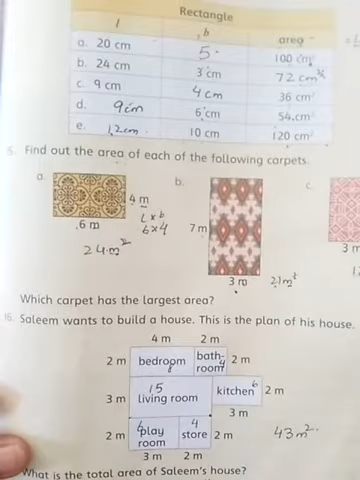 Rectangle
l b area
a. 20 cm 5 100 cm²
b. 24 cm 3 cm 72 cm²
c. 9 cm 4 cm 36 cm²
d. 9cm 6 cm 54 cm²
e. 12cm 10 cm 120 cm²
5. Find out the area of each of the following carpets.
a. b. c.
4 m
L x b
6 x 4
7 m
6 m
24m²
3 m
3 m 21m²
Which carpet has the largest area?
16. Saleem wants to build a house. This is the plan of his house.
4 m 2 m
2 m bedroom 8 bath- room 4 2 m
3 m 15 living room kitchen 6 2 m
3 m
2 m 6 play room 4 store 2 m 43m²
3 m 2 m
What is the total area of Saleem's house?